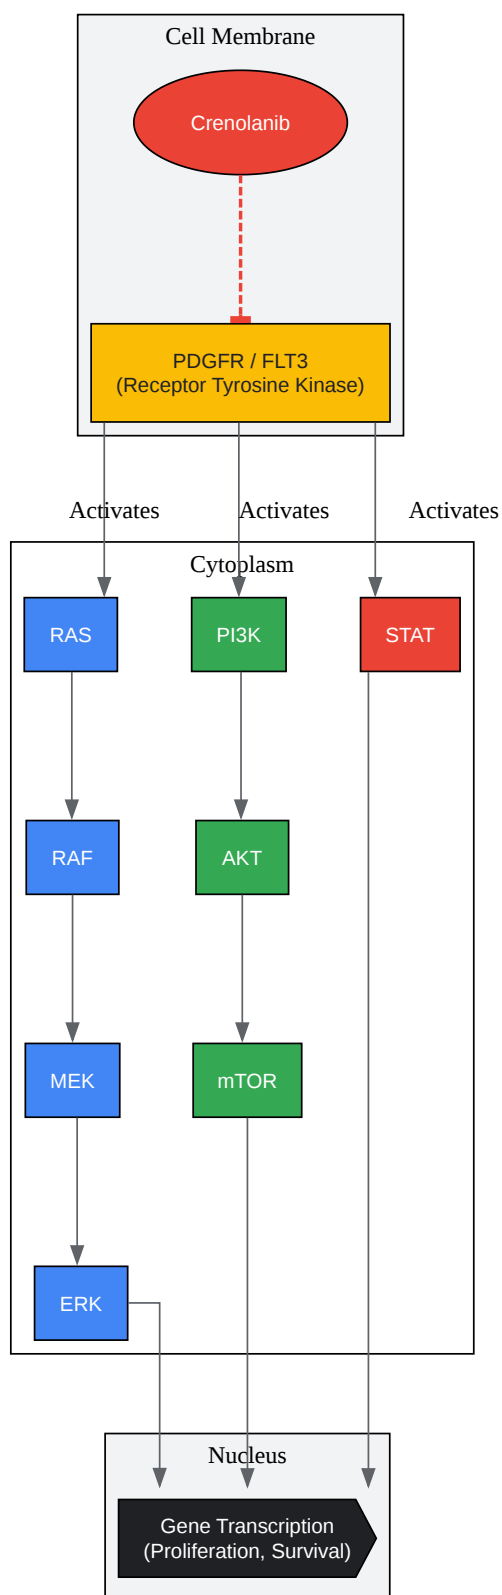 Cell Membrane
Crenolanib
PDGFR / FLT3
(Receptor Tyrosine Kinase)
Activates
Activates
Activates
Cytoplasm
RAS
PI3K
STAT
RAF
AKT
MEK
mTOR
ERK
Nucleus
Gene Transcription
(Proliferation, Survival)